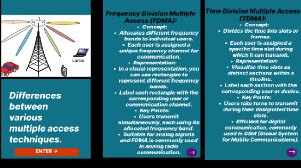 Differences
between
various
multiple access
techniques.
ENTER
Frequency Division Multiple
Access (FDMA):
• Concept:
Allocates different frequency
bands to individual users.
• Each user is assigned a
unique frequency band for
communication.
• Representation:
In a visual representation, you
can use rectangles to
represent different frequency
bands.
• Label each rectangle with the
corresponding user or
communication channel.
• Key Points:
• Users transmit
simultaneously, each using its
allocated frequency band.
• Suitable for analog signals
and FDMA is commonly used
in analog radio
communication.
Time Division Multiple Access
(TDMA):
• Concept:
• Divides the time into slots or
frames.
• Each user is assigned a
specific time slot during
which it can transmit.
• Representation:
• Visualize time slots as
distinct sections within a
timeline.
• Label each section with the
corresponding user or device.
• Key Points:
• Users take turns to transmit
during their designated time
slots.
• Efficient for digital
communication, commonly
used in GSM (Global System
for Mobile Communications).